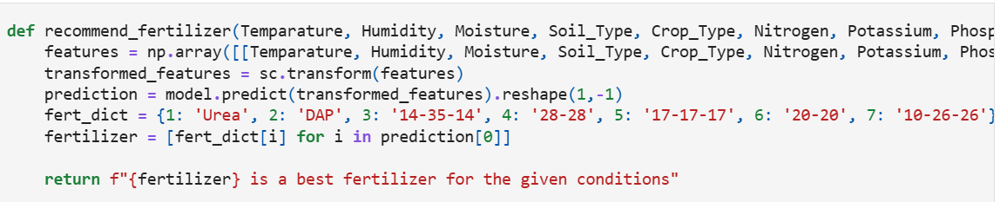 def recommend_fertilizer(Temparature, Humidity, Moisture, Soil_Type, Crop_Type, Nitrogen, Potassium, Phosp
    features = np.array([[Temparature, Humidity, Moisture, Soil_Type, Crop_Type, Nitrogen, Potassium, Phos
    transformed_features = sc.transform(features)
    prediction = model.predict(transformed_features).reshape(1,-1)
    fert_dict = {1: 'Urea', 2: 'DAP', 3: '14-35-14', 4: '28-28', 5: '17-17-17', 6: '20-20', 7: '10-26-26'}
    fertilizer = [fert_dict[i] for i in prediction[0]]
    return f"{fertilizer} is a best fertilizer for the given conditions"